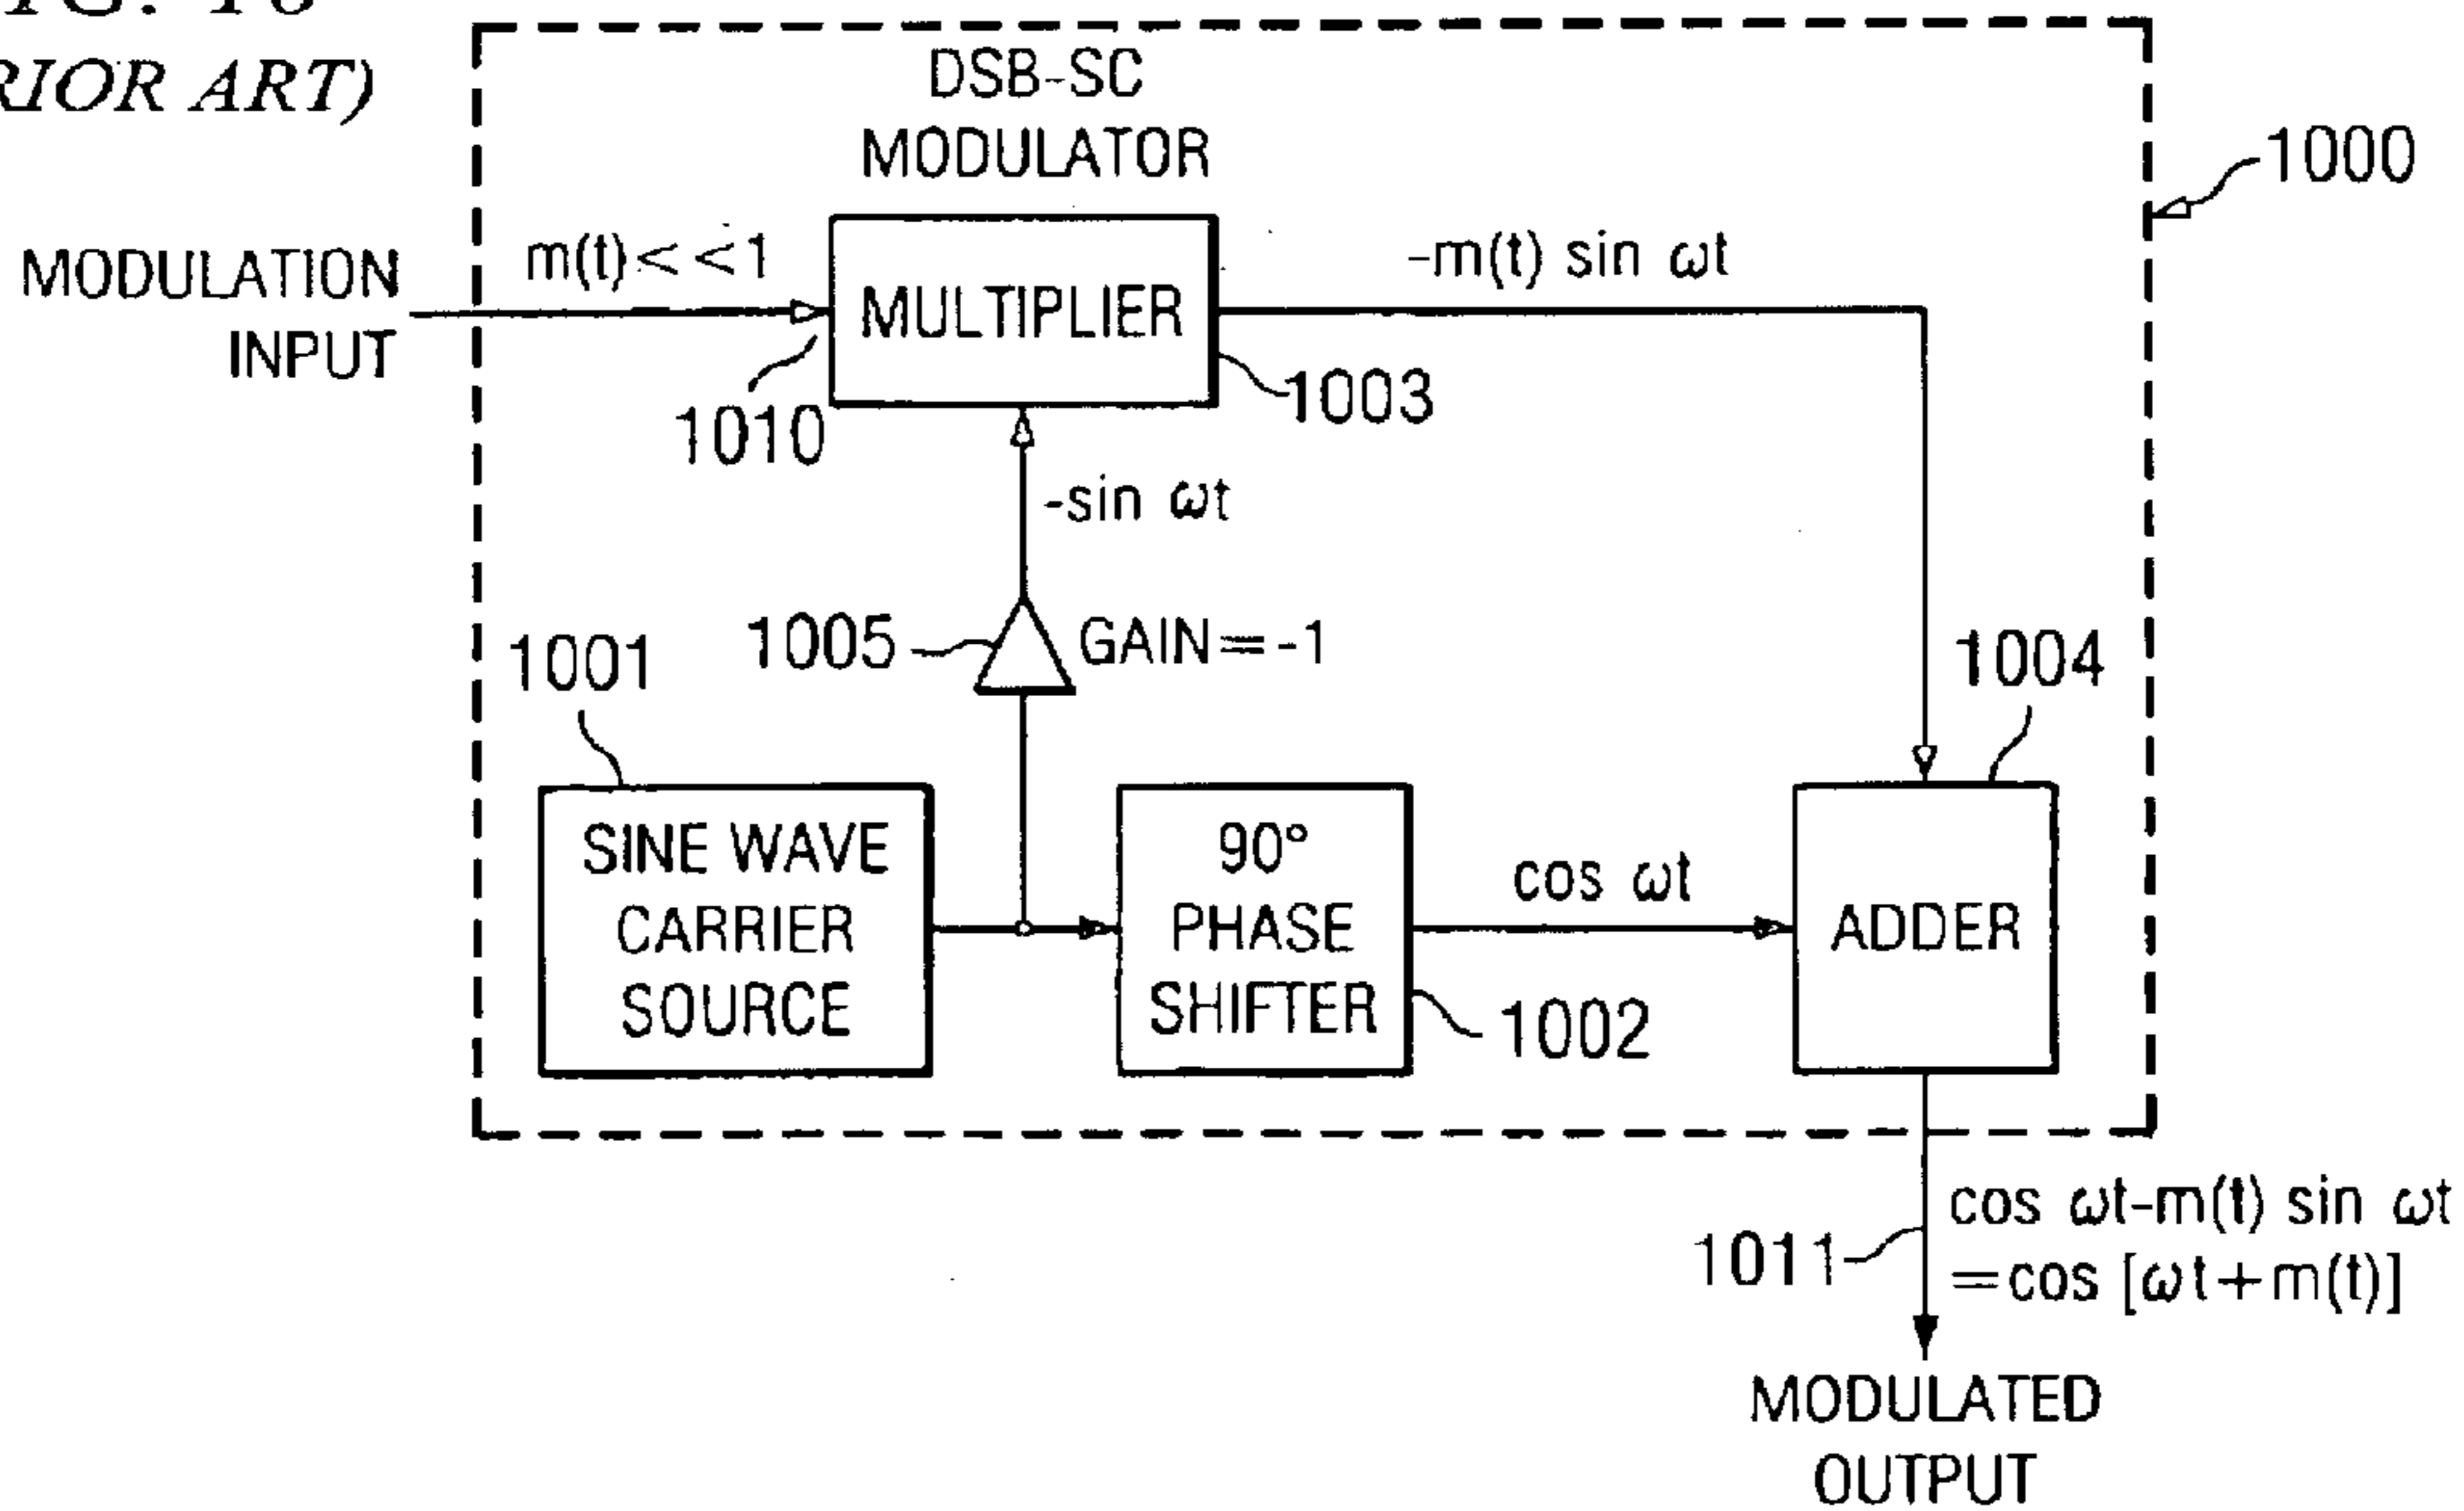 (PRIOR ART)
DSB-SC
MODULATOR
1000
MODULATION
INPUT
m(t)<<1
MULTIPLIER
-m(t) sin ωt
1010
1003
-sin ωt
1005
GAIN=-1
1001
1004
SINE WAVE
CARRIER
SOURCE
90°
PHASE
SHIFTER
cos ωt
ADDER
1002
1011
cos ωt-m(t) sin ωt
=cos [ωt+m(t)]
MODULATED
OUTPUT